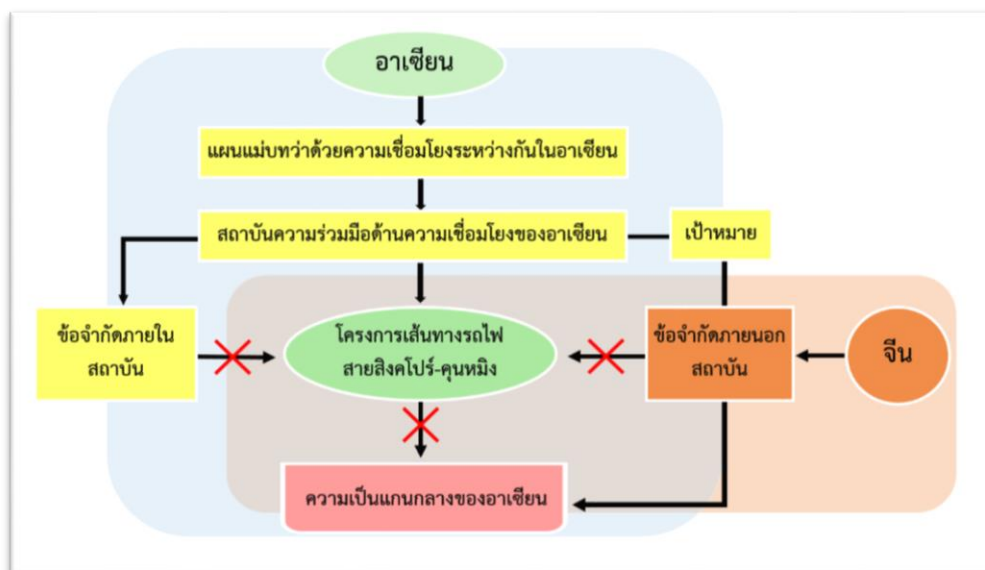 อาเซียน
แผนแม่บทว่าด้วยความเชื่อมโยงระหว่างกันในอาเซียน
สถาบันความร่วมมือด้านความเชื่อมโยงของอาเซียน
เป้าหมาย
ข้อจำกัดภายใน
สถาบัน
โครงการเส้นทางรถไฟ
สายสิงคโปร์-คุนหมิง
ข้อจำกัดภายนอก
สถาบัน
จีน
ความเป็นแกนกลางของอาเซียน